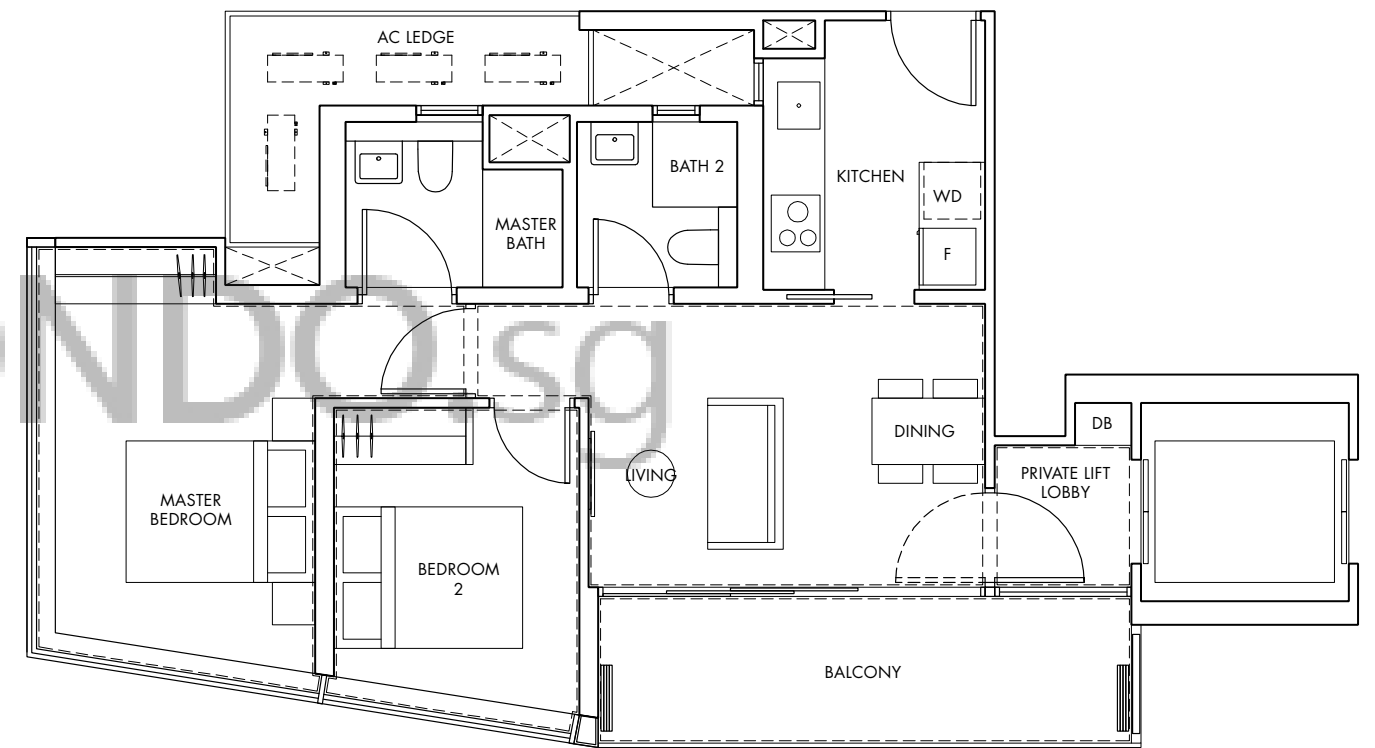 AC LEDGE
BATH 2
KITCHEN
WD
MASTER
BATH
F
NDO.sg
DB
DINING
PRIVATE LIFT
LOBBY
LIVING
MASTER
BEDROOM
BEDROOM
2
BALCONY